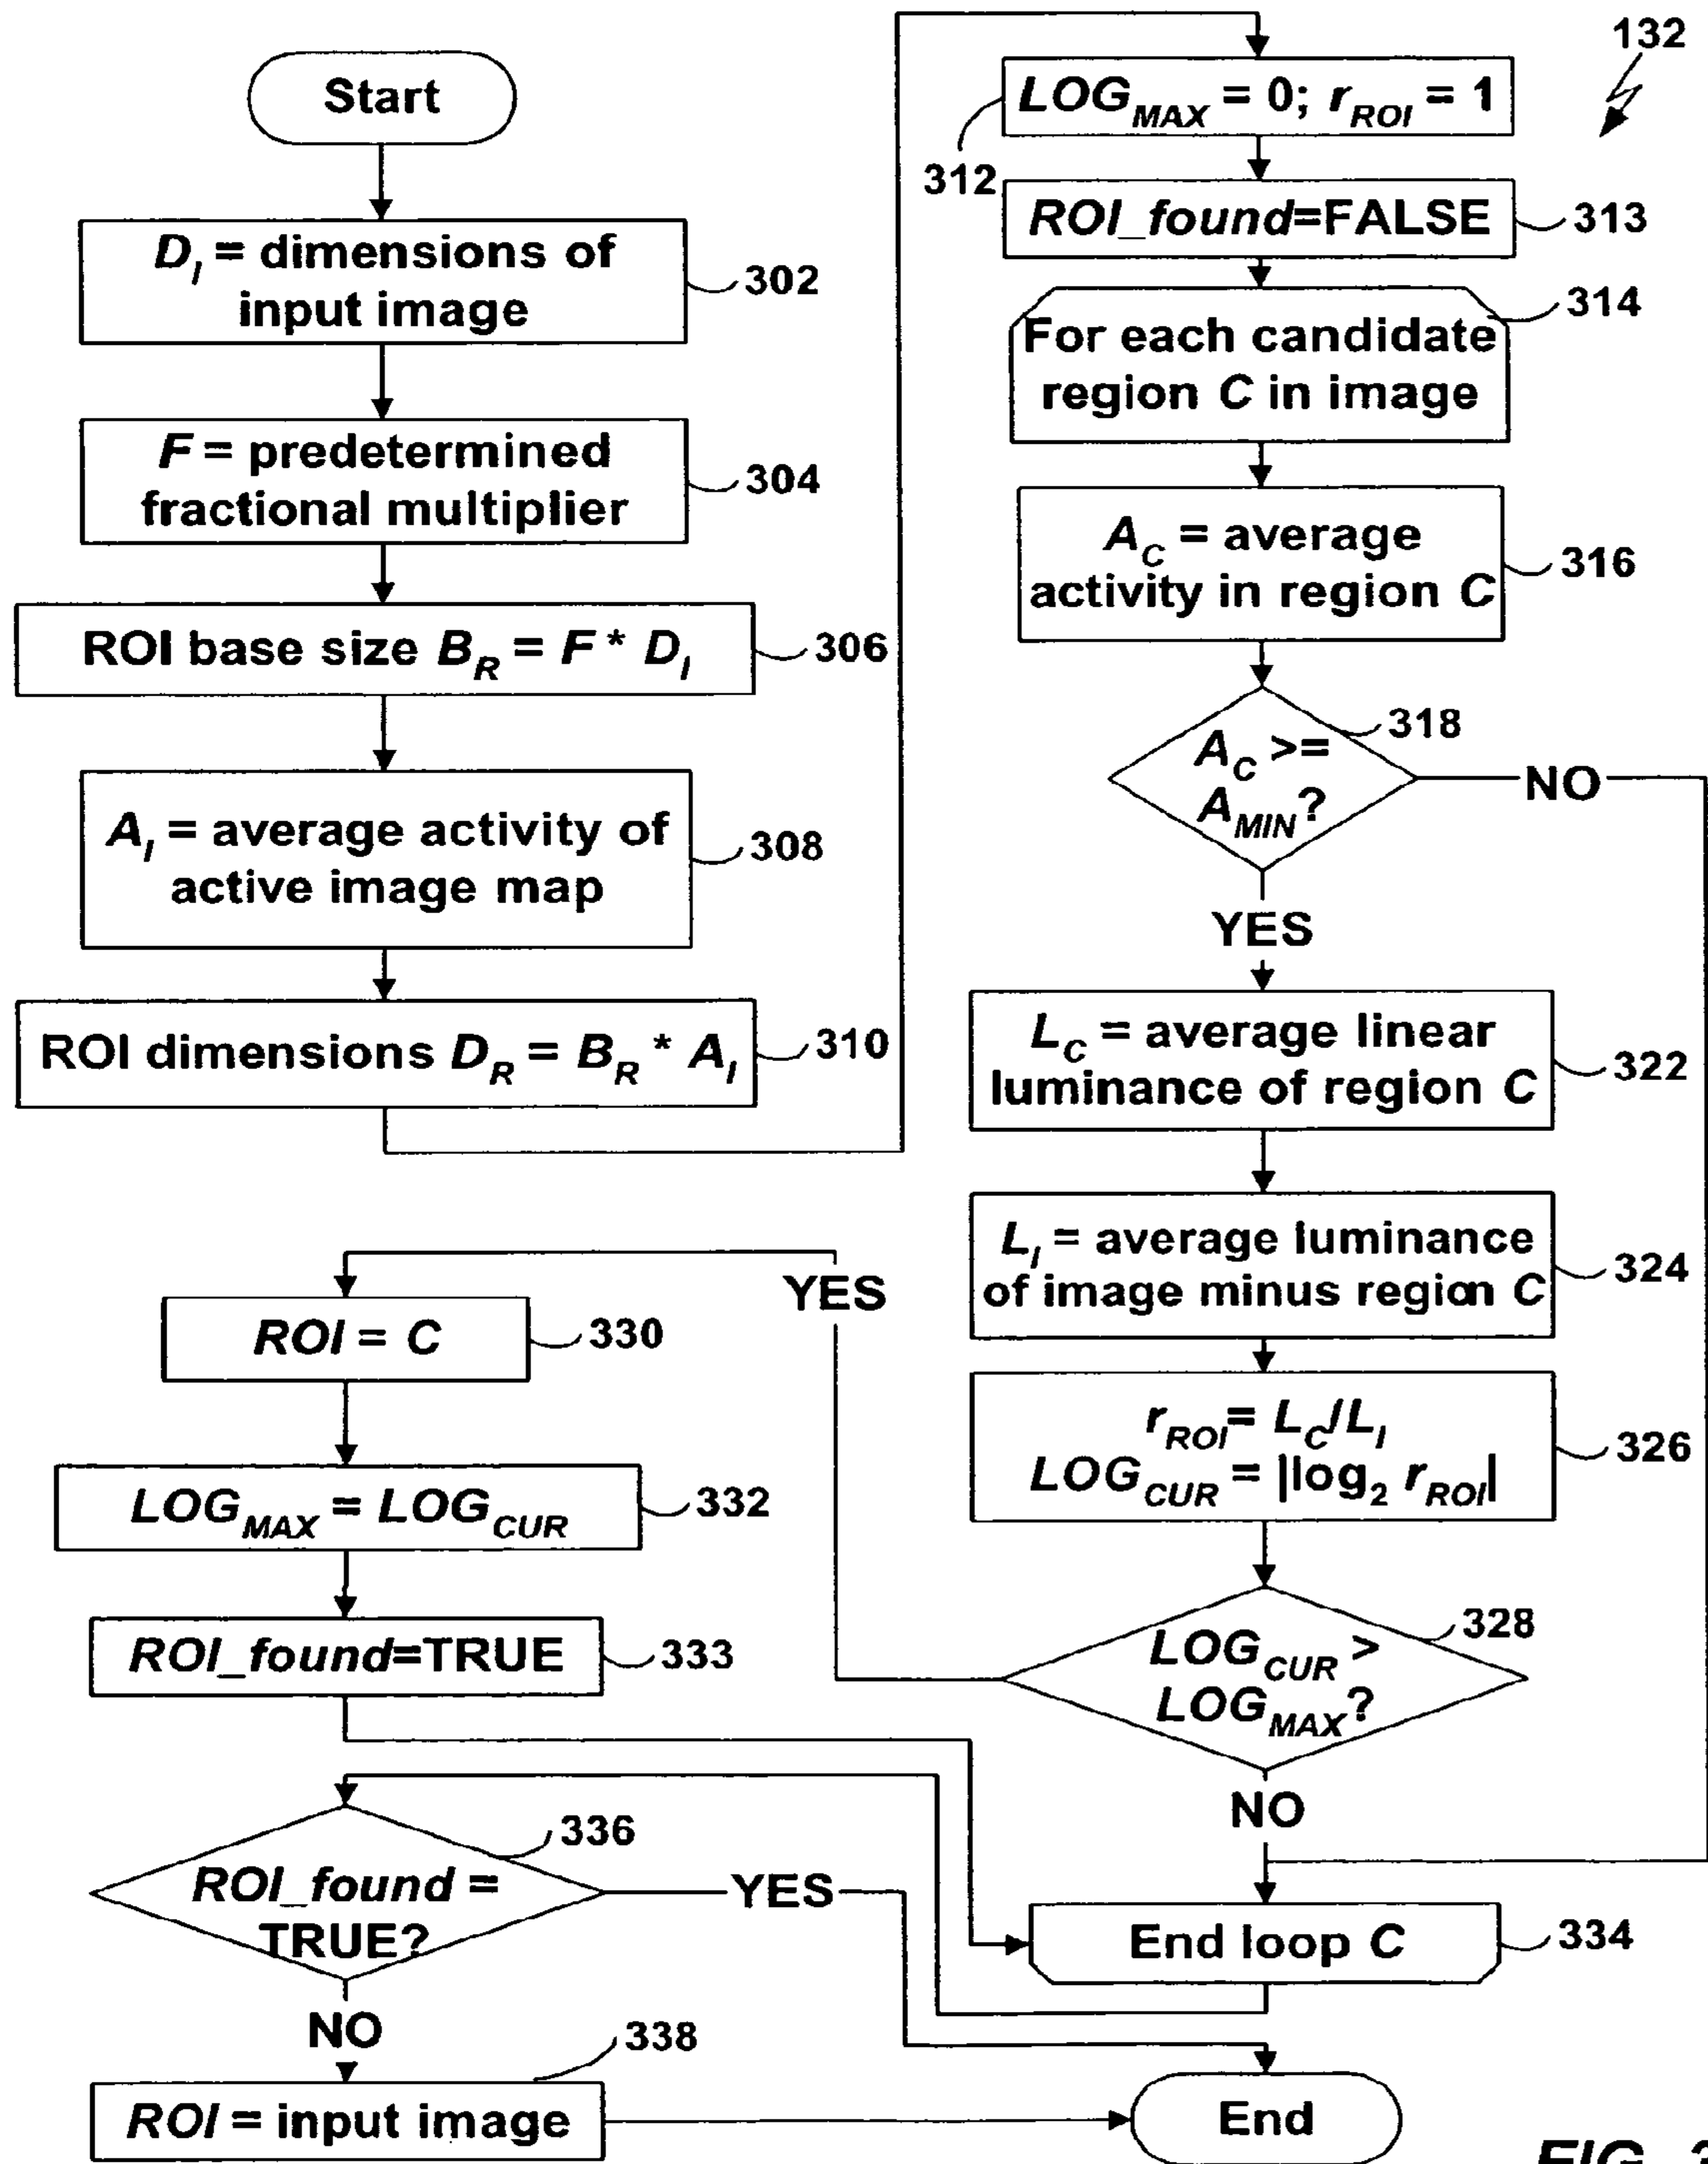 Start
D_I = dimensions of
input image
302
F = predetermined
fractional multiplier
304
ROI base size B_R = F * D_I
306
A_I = average activity of
active image map
308
ROI dimensions D_R = B_R * A_I
310
132
LOG_MAX = 0; r_ROI = 1
312
ROI_found=FALSE
313
For each candidate
region C in image
314
A_C = average
activity in region C
316
A_C >=
A_MIN?
318
NO
YES
L_C = average linear
luminance of region C
322
L_I = average luminance
of image minus region C
324
r_ROI = L_C/L_I
LOG_CUR = |log_2 r_ROI|
326
LOG_CUR >
LOG_MAX?
328
YES
NO
ROI = C
330
LOG_MAX = LOG_CUR
332
ROI_found=TRUE
333
End loop C
334
ROI_found =
TRUE?
336
YES
NO
ROI = input image
338
End
FIG. 3